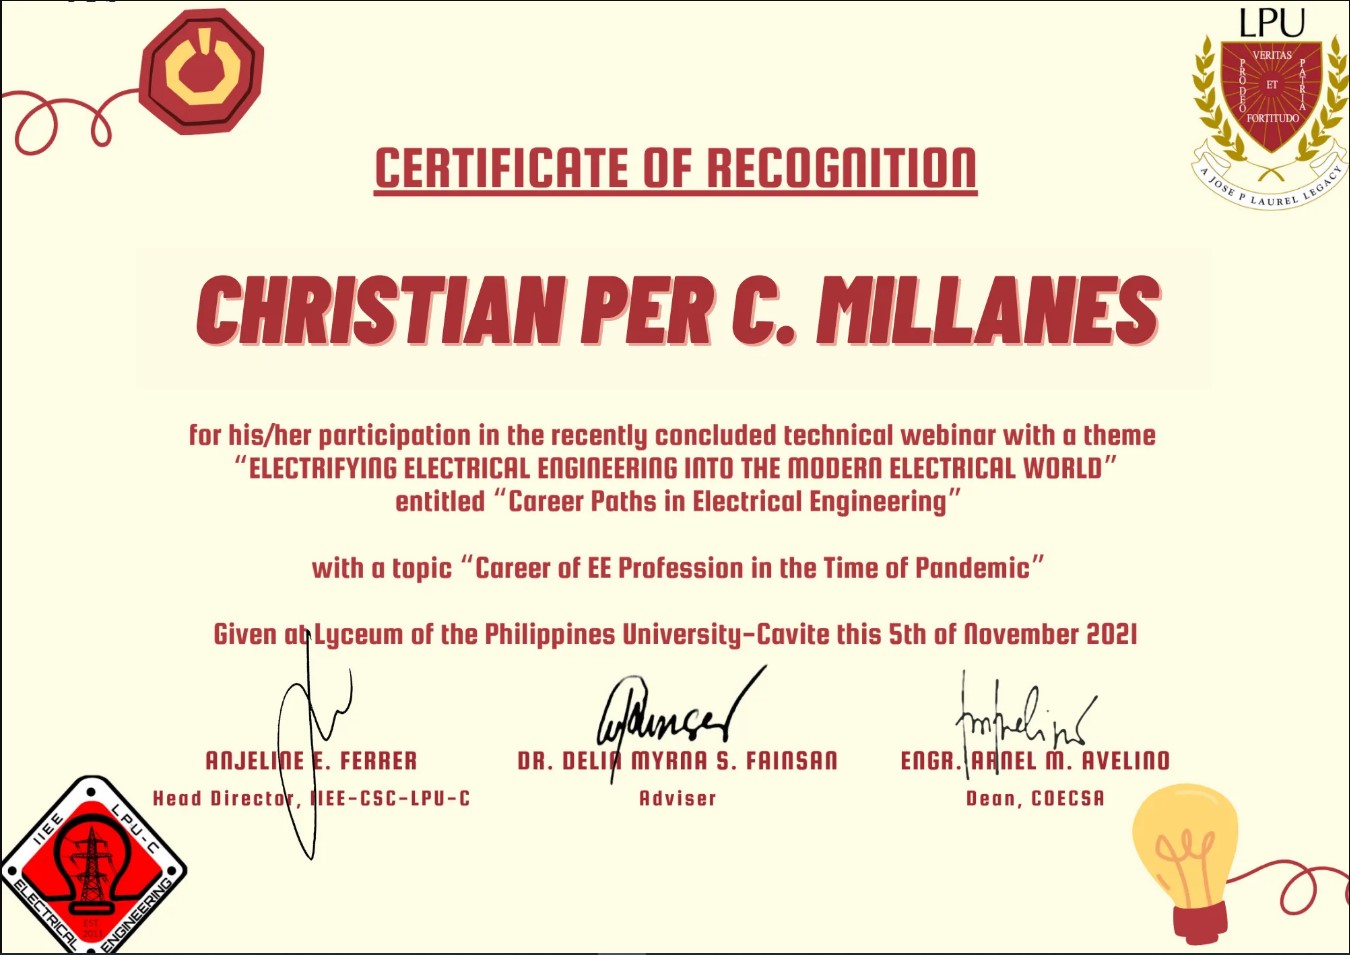 LPU
VERITAS
PRODEO
ET
PATRIA
FORTITUDO
A JOSE P LAUREL LEGACY
CERTIFICATE OF RECOGNITION
CHRISTIAN PER C. MILLANES
for his/her participation in the recently concluded technical webinar with a theme
“ELECTRIFYING ELECTRICAL ENGINEERING INTO THE MODERN ELECTRICAL WORLD”
entitled “Career Paths in Electrical Engineering”
with a topic “Career of EE Profession in the Time of Pandemic”
Given at Lyceum of the Philippines University-Cavite this 5th of November 2021
ANJELINE E. FERRER
Head Director, IIEE-CSC-LPU-C
DR. DELIA MYRNA S. FAINSAN
Adviser
ENGR. ARNEL M. AVELINO
Dean, COECSA
IIEE LPU-C
ELECTRICAL ENGINEERING
EST.